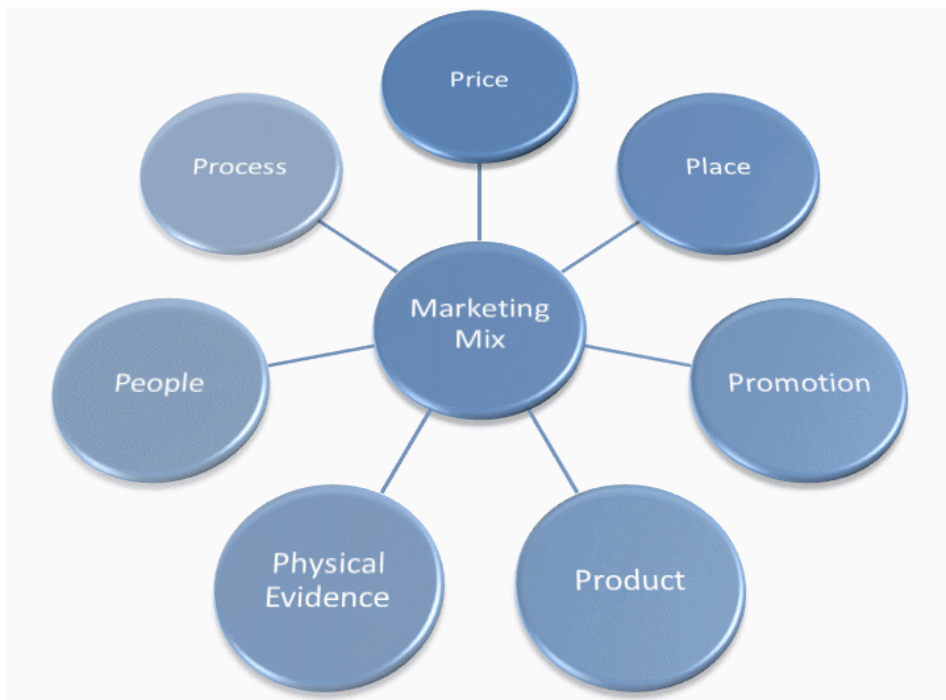 Price
Process
Place
Marketing
Mix
People
Promotion
Physical
Evidence
Product